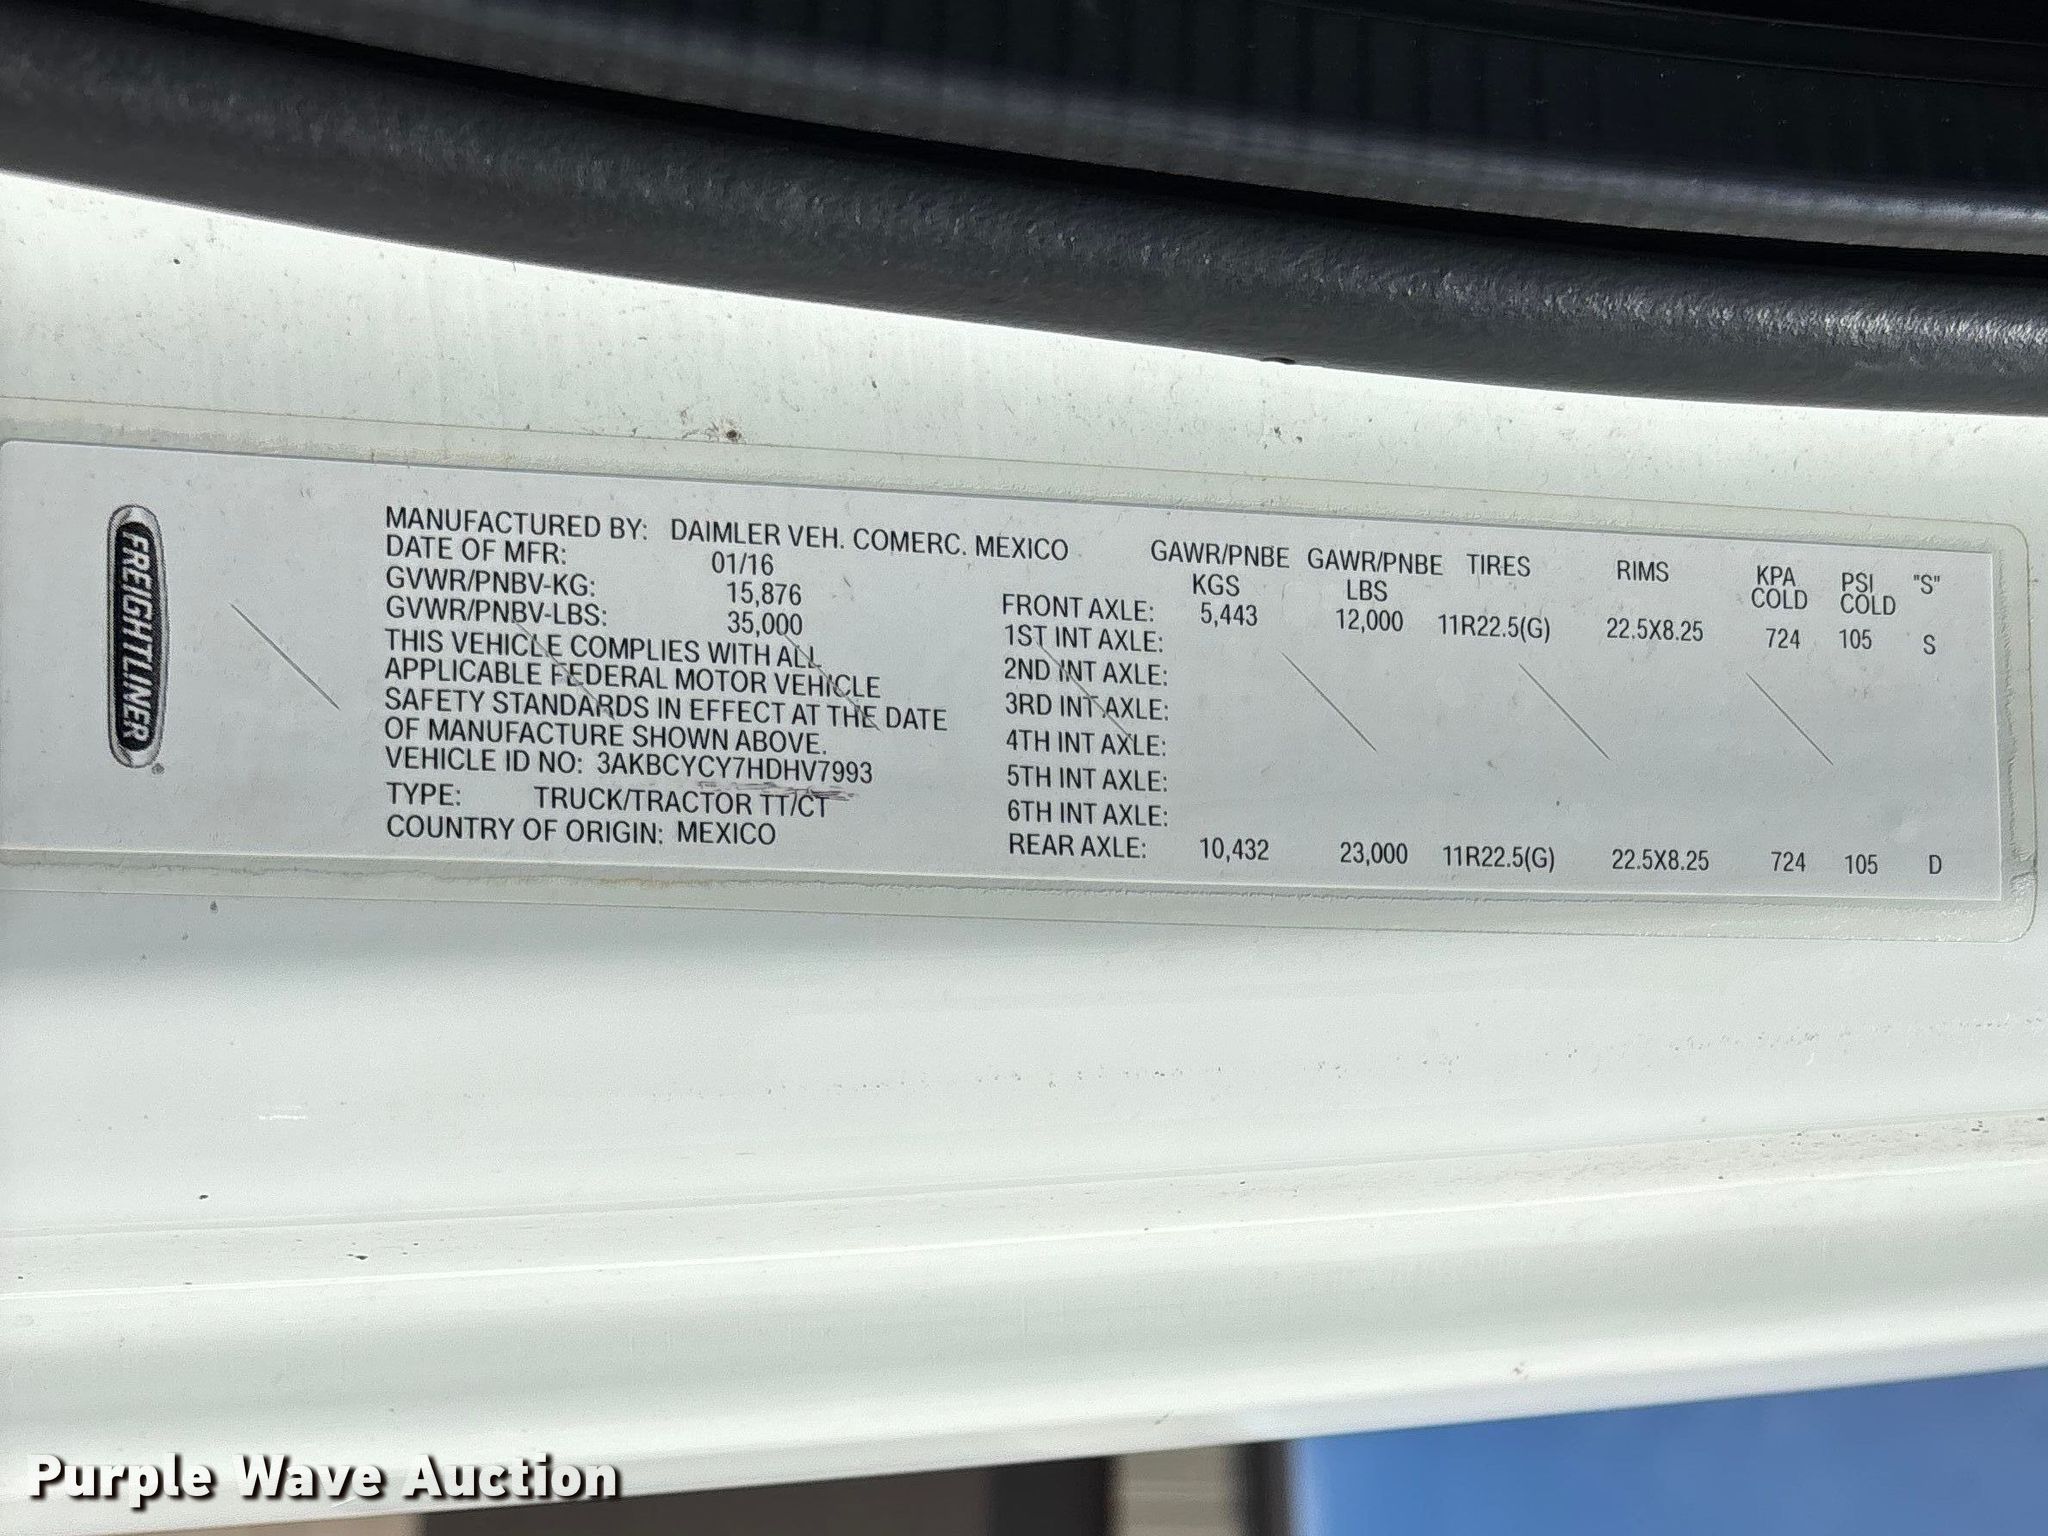 FREIGHTLINER
MANUFACTURED BY: DAIMLER VEH. COMERC. MEXICO
DATE OF MFR: 01/16
GVWR/PNBV-KG: 15,876
GVWR/PNBV-LBS: 35,000
THIS VEHICLE COMPLIES WITH ALL
APPLICABLE FEDERAL MOTOR VEHICLE
SAFETY STANDARDS IN EFFECT AT THE DATE
OF MANUFACTURE SHOWN ABOVE.
VEHICLE ID NO: 3AKBCYCY7HDHV7993
TYPE: TRUCK/TRACTOR TT/CT
COUNTRY OF ORIGIN: MEXICO
GAWR/PNBE GAWR/PNBE TIRES RIMS KPA PSI "S"
KGS LBS COLD COLD
FRONT AXLE: 5,443 12,000 11R22.5(G) 22.5X8.25 724 105 S
1ST INT AXLE:
2ND INT AXLE:
3RD INT AXLE:
4TH INT AXLE:
5TH INT AXLE:
6TH INT AXLE:
REAR AXLE: 10,432 23,000 11R22.5(G) 22.5X8.25 724 105 D
Purple Wave Auction